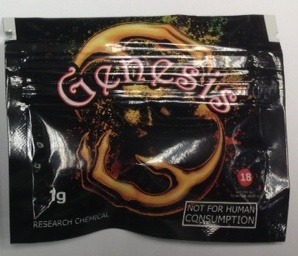 Genesis
18
1g
RESEARCH CHEMICAL
NOT FOR HUMAN
CONSUMPTION